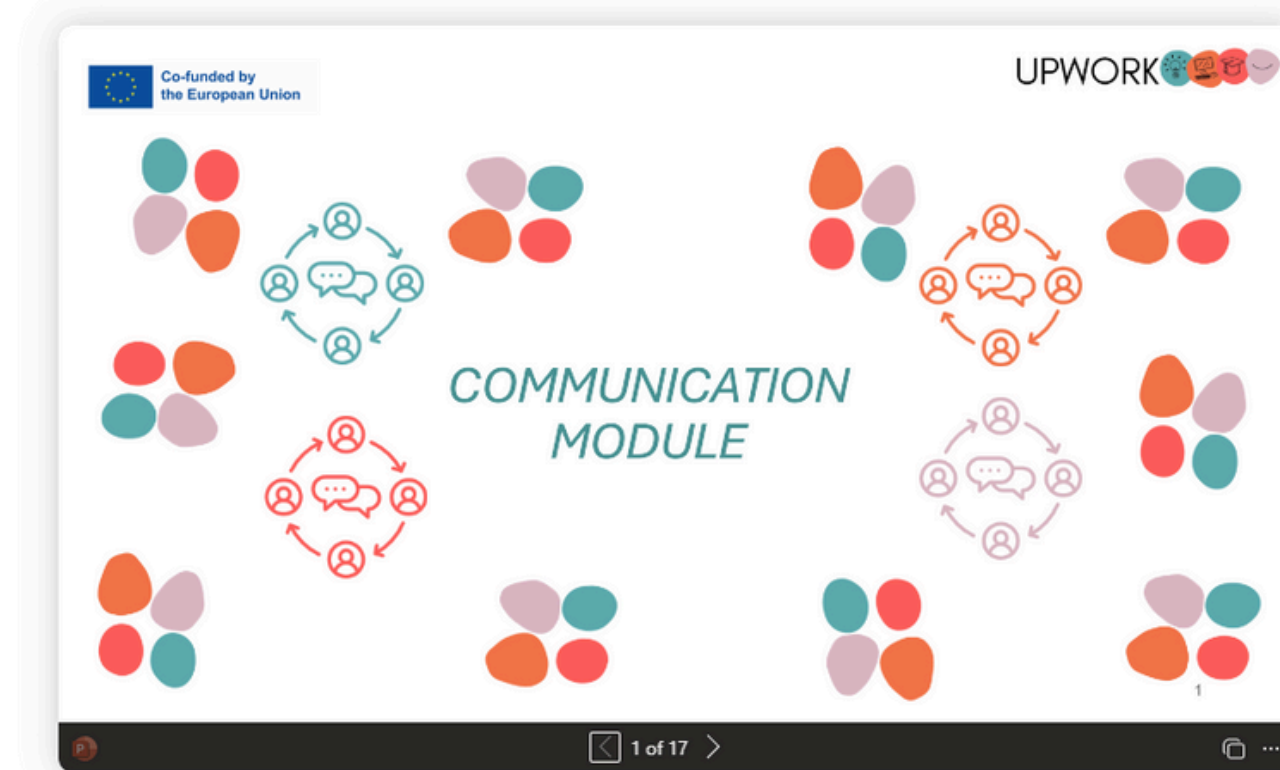 Co-funded by
the European Union
UPWORK
COMMUNICATION
MODULE
1
P
1 of 17